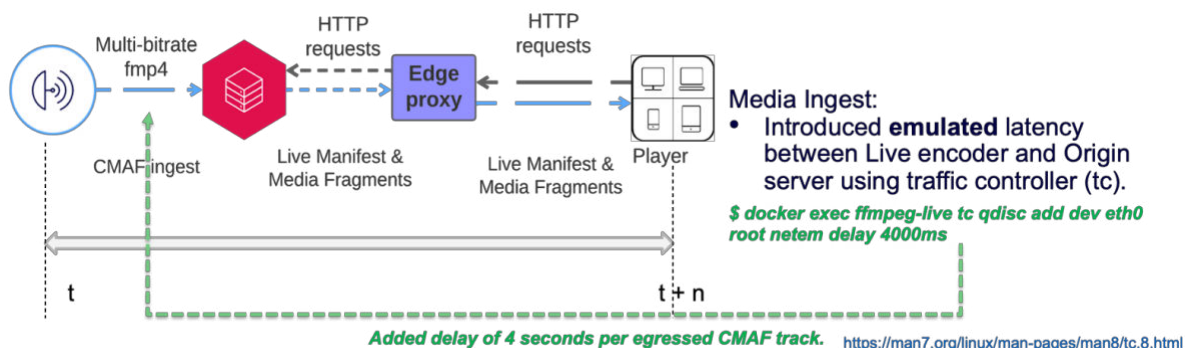 Multi-bitrate
fmp4
HTTP
requests
HTTP
requests
Edge
proxy
CMAF ingest
Live Manifest &
Media Fragments
Live Manifest &
Media Fragments
Player
Media Ingest:
• Introduced emulated latency
between Live encoder and Origin
server using traffic controller (tc).
$ docker exec ffmpeg-live tc qdisc add dev eth0
root netem delay 4000ms
t
t + n
Added delay of 4 seconds per egressed CMAF track.
https://man7.org/linux/man-pages/man8/tc.8.html